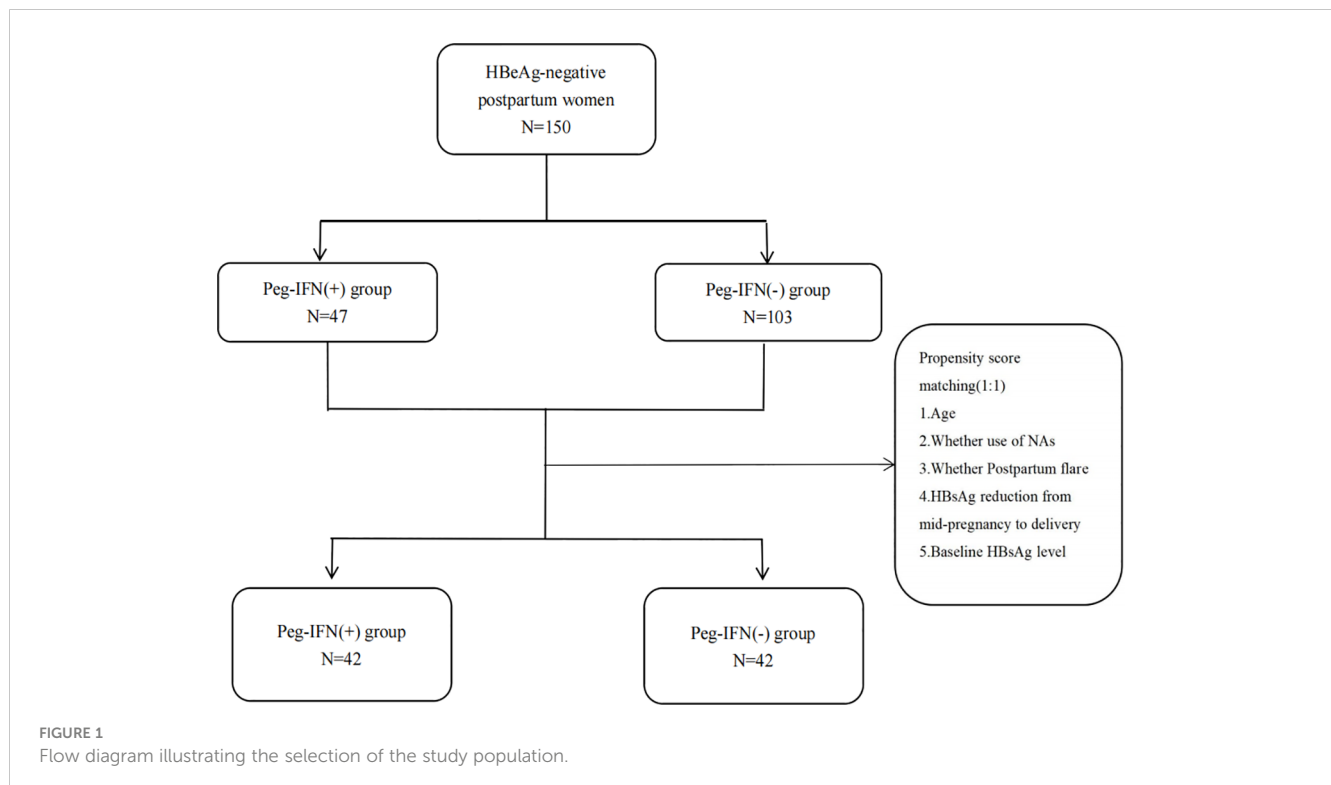 HBeAg-negative
postpartum women
N=150
Peg-IFN(+) group
N=47
Peg-IFN(-) group
N=103
Propensity score
matching(1:1)
1.Age
2.Whether use of NAs
3.Whether Postpartum flare
4.HBsAg reduction from
mid-pregnancy to delivery
5.Baseline HBsAg level
Peg-IFN(+) group
N=42
Peg-IFN(-) group
N=42
FIGURE 1
Flow diagram illustrating the selection of the study population.